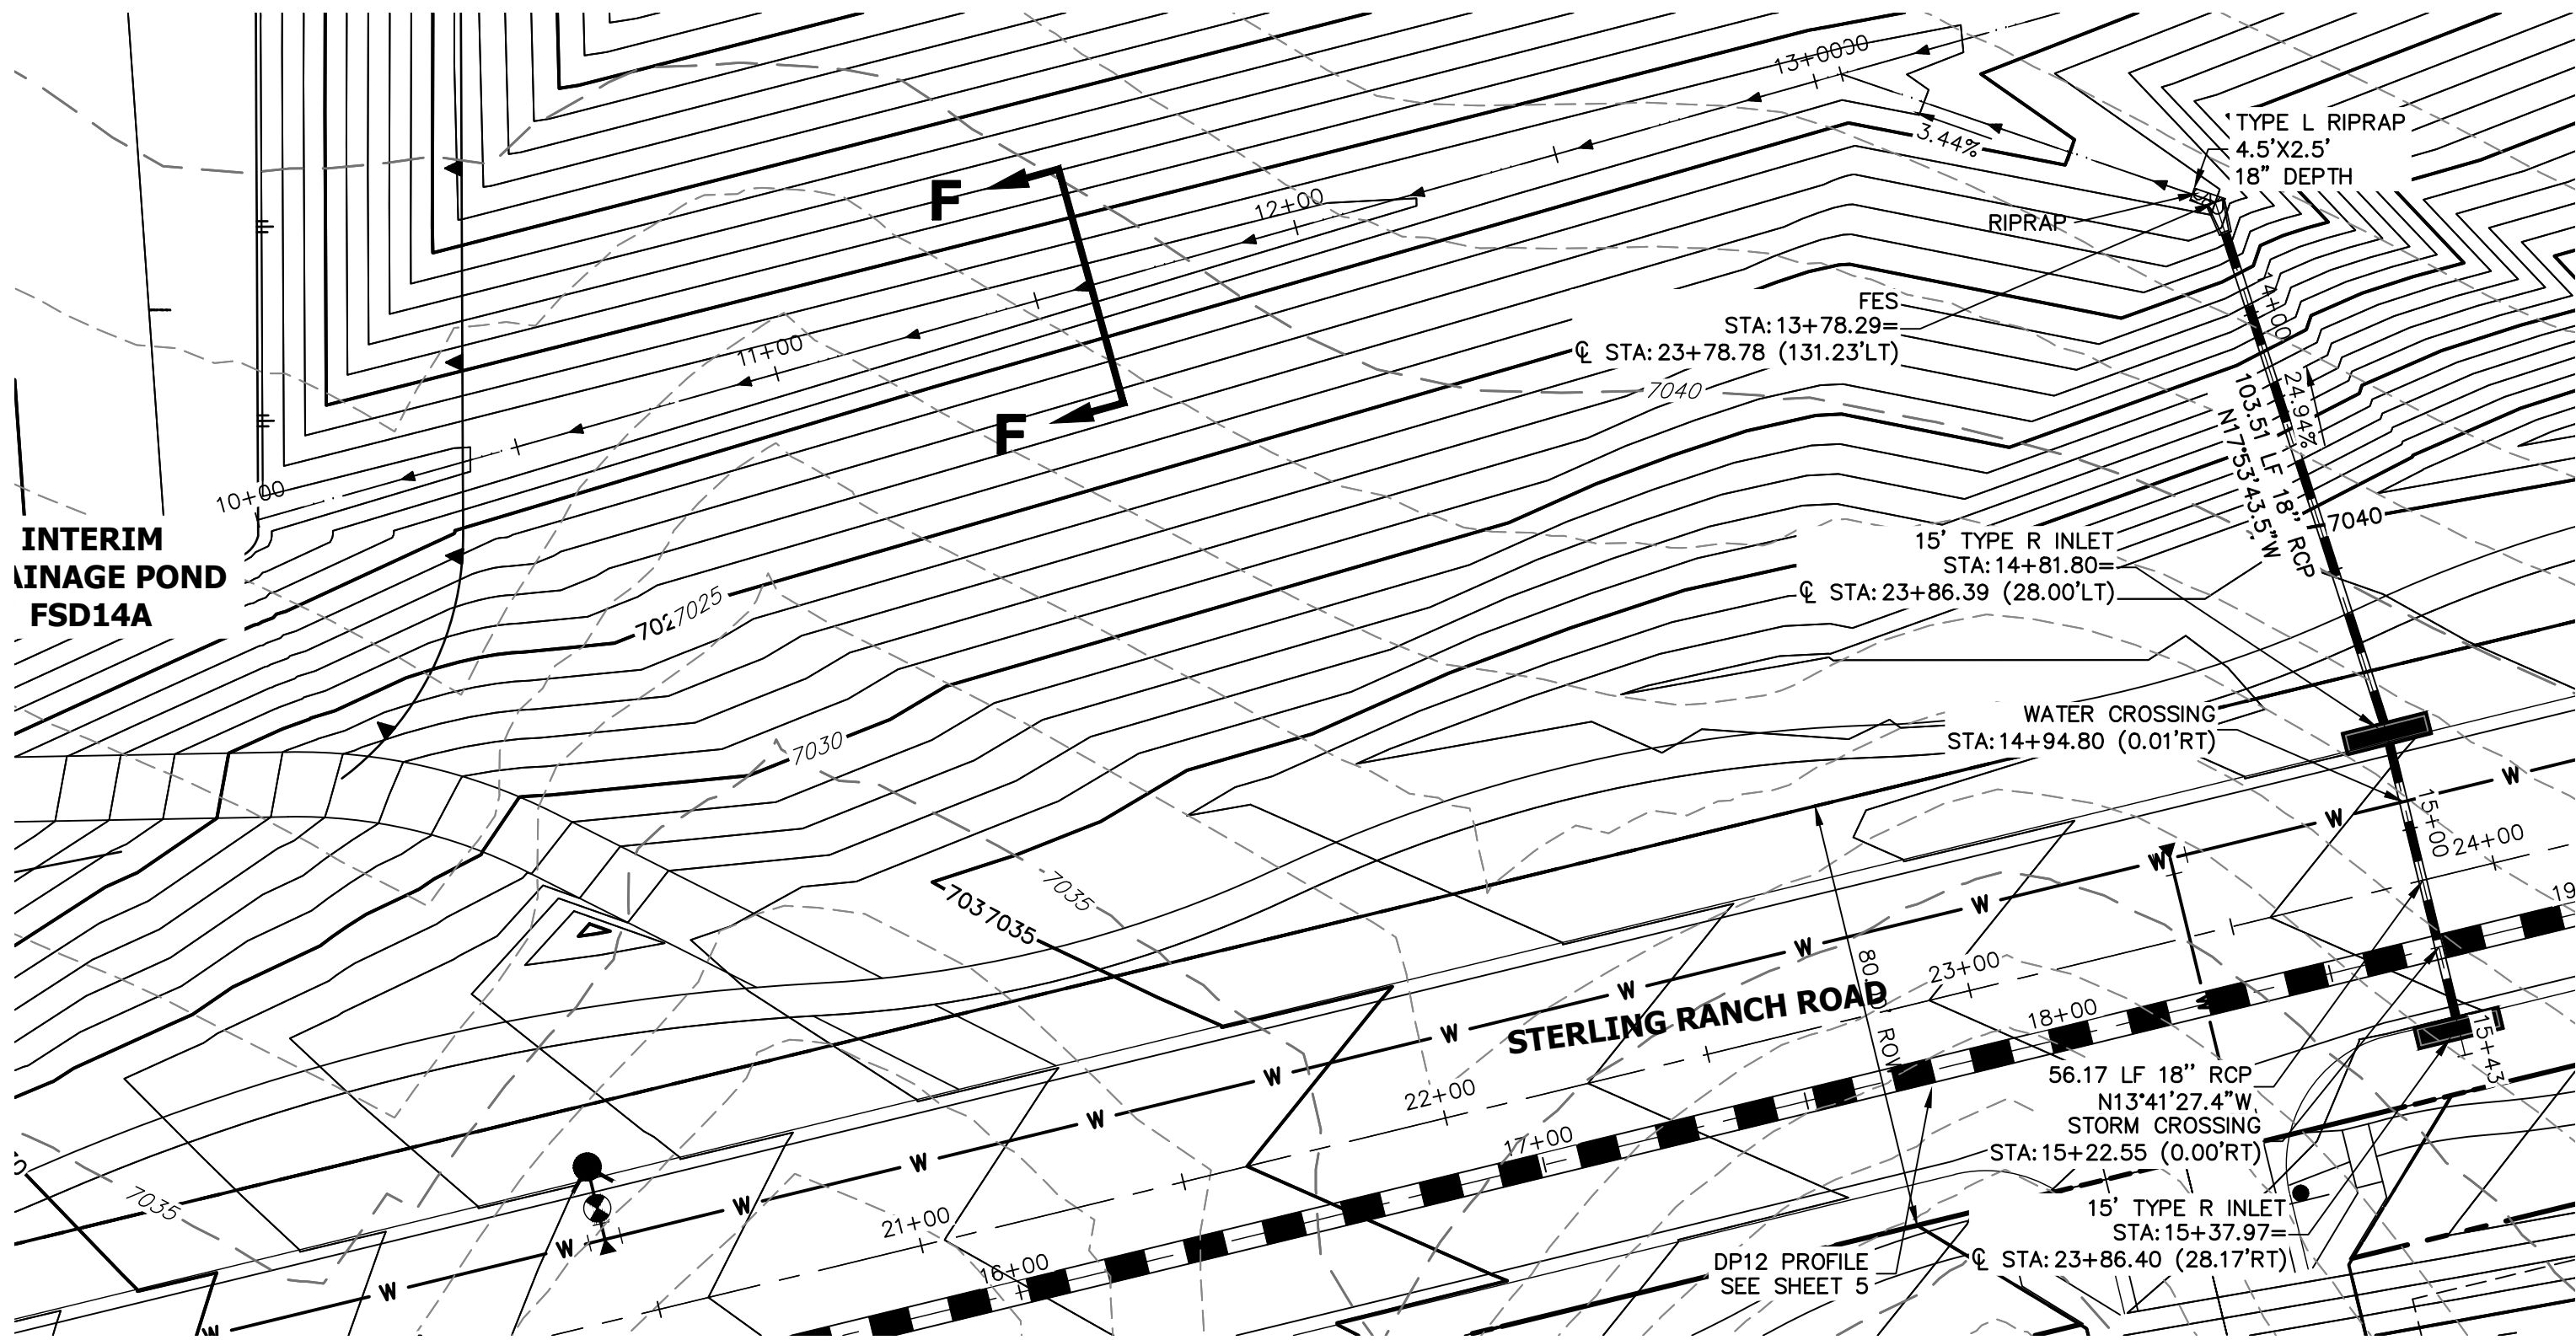 13+0000
TYPE L RIPRAP
4.5'X2.5'
18" DEPTH
3.44%
F
12+00
RIPRAP
FES
STA:13+78.29=
℄ STA:23+78.78 (131.23'LT)
14+00
11+00
7040
24.94%
103.51 LF 18" RCP
N17°53'43.5"W
F
10+00
INTERIM
AINAGE POND
FSD14A
7040
15' TYPE R INLET
STA:14+81.80=
℄ STA:23+86.39 (28.00'LT)
7027025
WATER CROSSING
STA:14+94.80 (0.01'RT)
7030
W
W
15+00
24+00
W
7035
7037035
W
W
80.0' ROW
23+00
19
W
STERLING RANCH ROAD
W
W
18+00
W
15+43
56.17 LF 18" RCP
N13°41'27.4"W
STORM CROSSING
STA:15+22.55 (0.00'RT)
22+00
W
17+00
W
7035
W
21+00
15' TYPE R INLET
STA:15+37.97=
℄ STA:23+86.40 (28.17'RT)
W
16+00
DP12 PROFILE
SEE SHEET 5
W
W